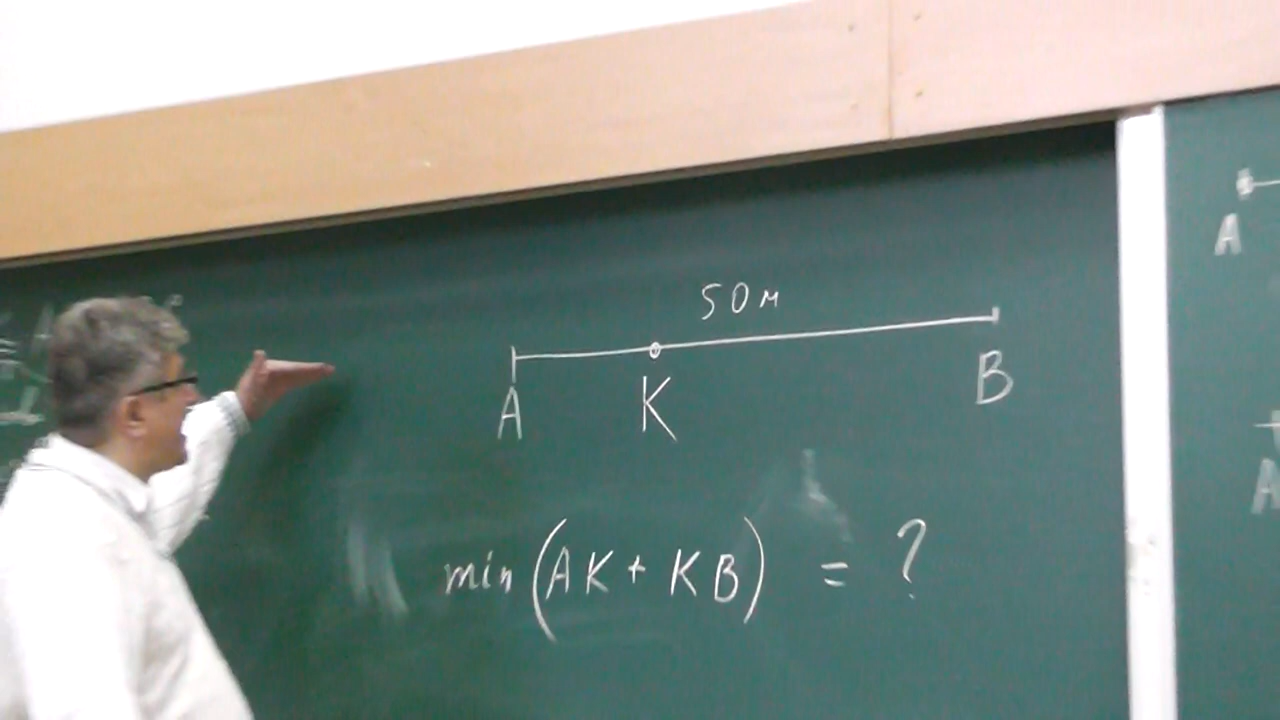 50м
A K B
min (AK + KB) = ?
A
A